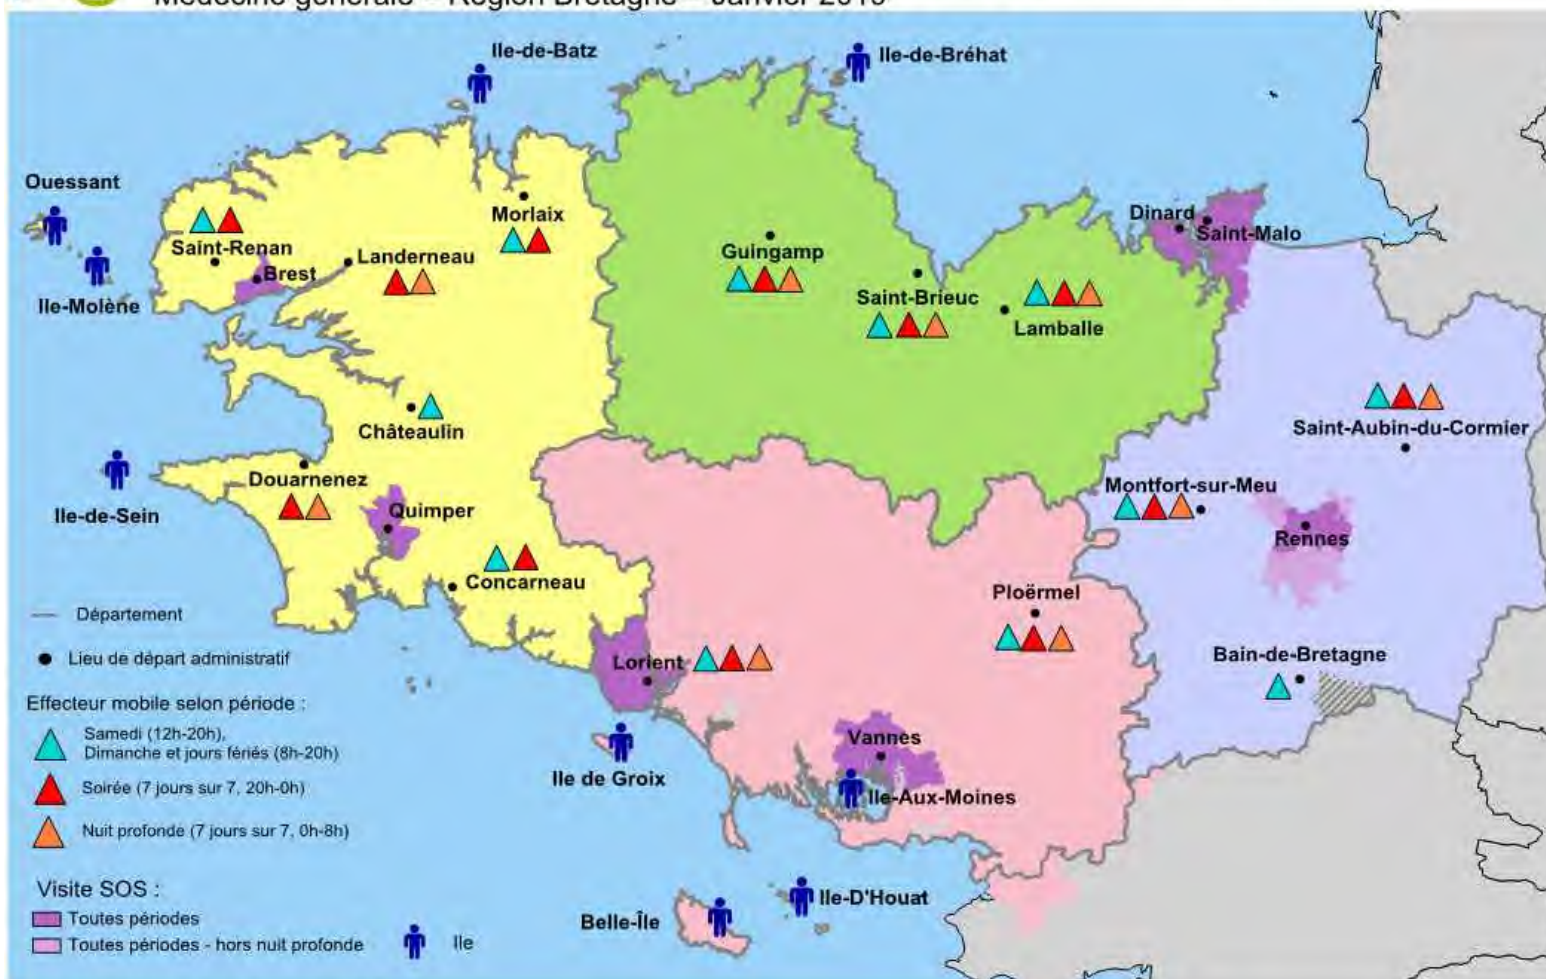 Ile-de-Batz
Ile-de-Bréhat
Ouessant
Ile-Molène
Saint-Renan
Brest
Landerneau
Morlaix
Guingamp
Saint-Brieuc
Lamballe
Dinard
Saint-Malo
Châteaulin
Saint-Aubin-du-Cormier
Douarnenez
Quimper
Ile-de-Sein
Montfort-sur-Meu
Rennes
Concarneau
Ploërmel
Lorient
Bain-de-Bretagne
Vannes
Ile de Groix
Ile-Aux-Moines
Ile-D'Houat
Belle-Île
Département
Lieu de départ administratif
Effecteur mobile selon période :
Samedi (12h-20h),
Dimanche et jours fériés (8h-20h)
Soirée (7 jours sur 7, 20h-0h)
Nuit profonde (7 jours sur 7, 0h-8h)
Visite SOS :
Toutes périodes
Toutes périodes - hors nuit profonde
Ile